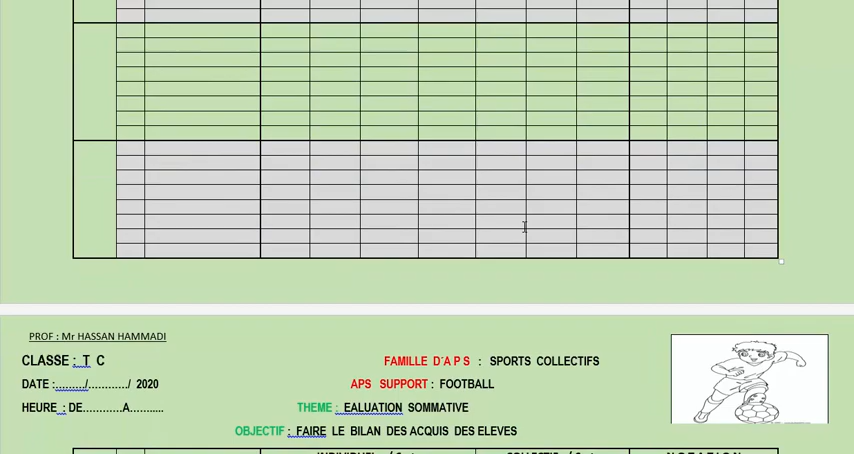 PROF : Mr HASSAN HAMMADI
CLASSE : T C
FAMILLE D'A P S : SPORTS COLLECTIFS
DATE :........./............/ 2020
APS SUPPORT : FOOTBALL
HEURE : DE............A..........
THEME : EALUATION SOMMATIVE
OBJECTIF : FAIRE LE BILAN DES ACQUIS DES ELEVES